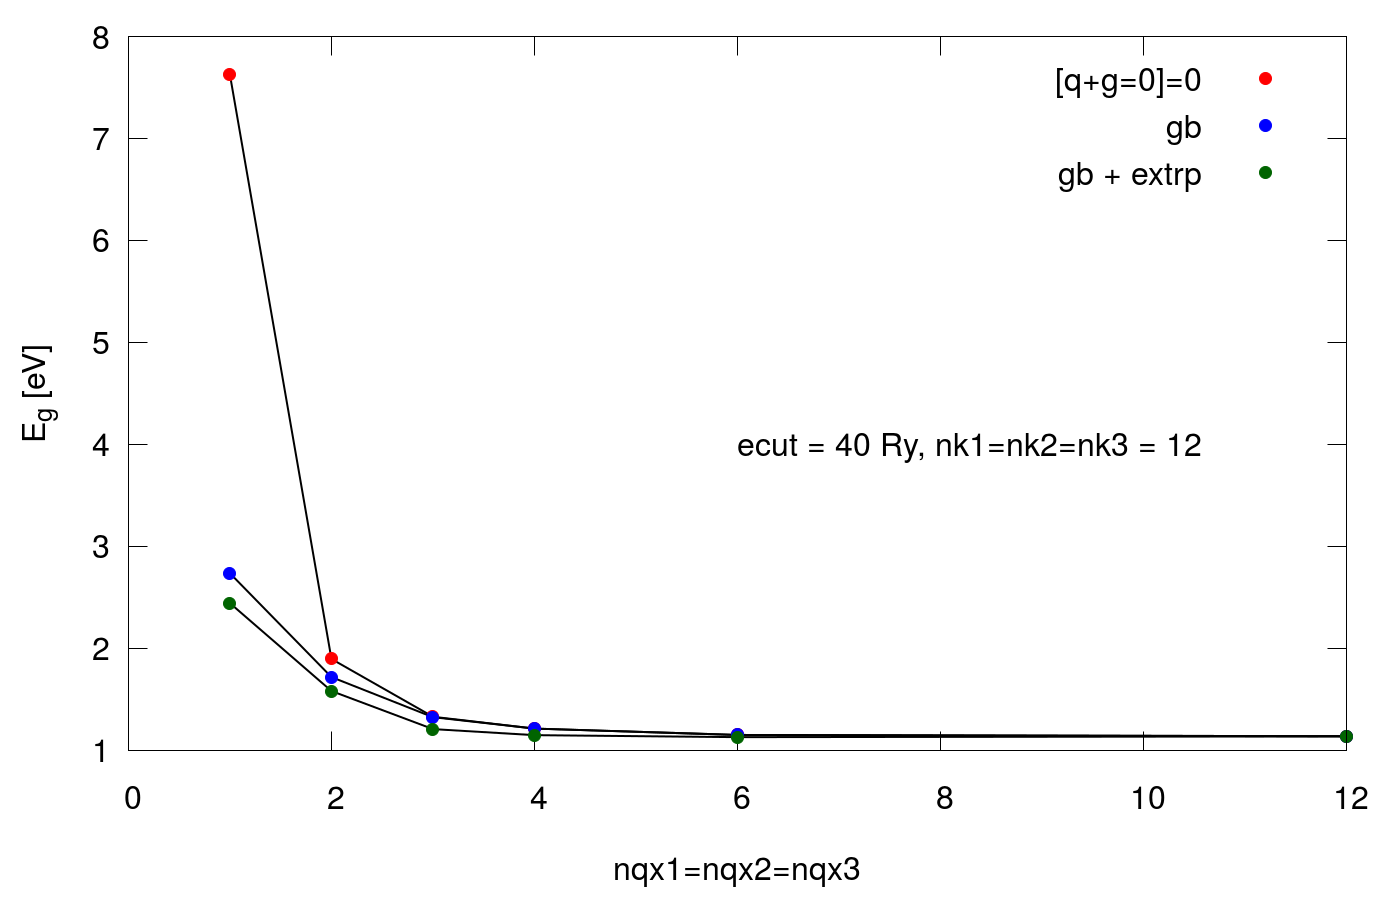 8
[q+g=0]=0
gb
7
gb + extrp
6
5
E_g [eV]
4
ecut = 40 Ry, nk1=nk2=nk3 = 12
3
2
1
0 2 4 6 8 10 12
nqx1=nqx2=nqx3